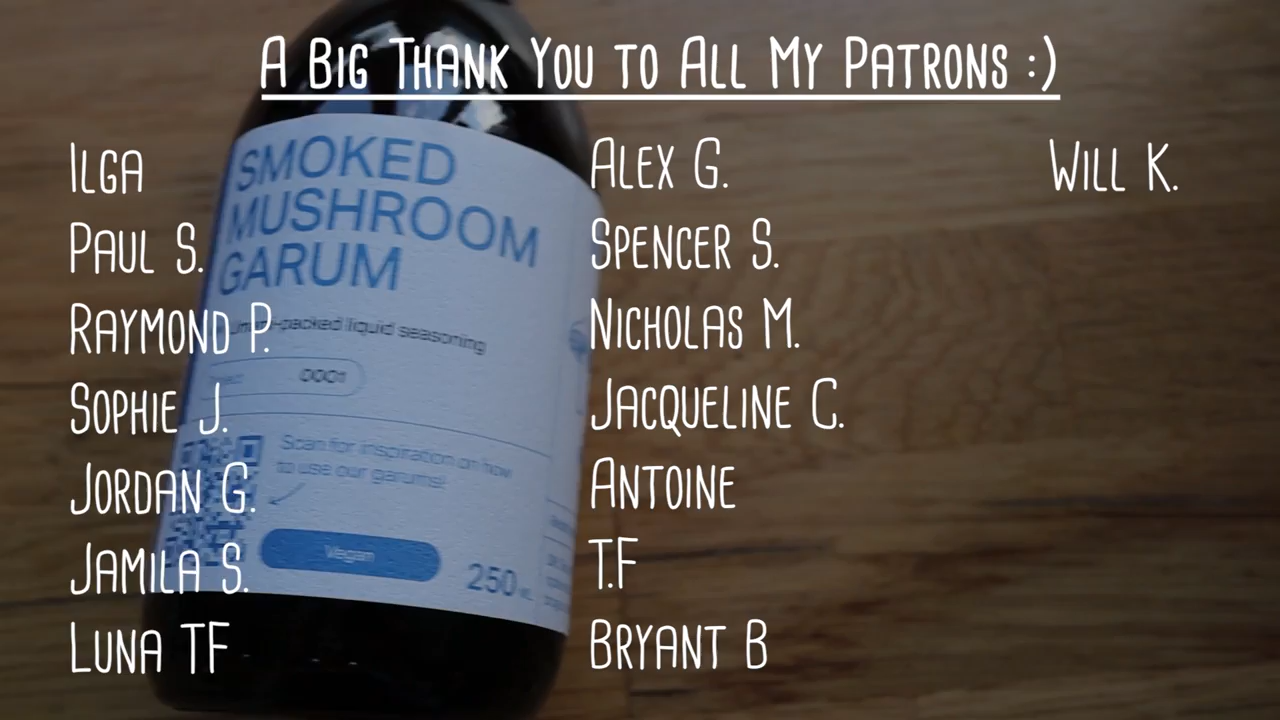 A Big Thank You to All My Patrons :)
Ilga
Paul S.
Raymond P.
Sophie J.
Jordan G.
Jamila S.
Luna TF
Alex G.
Spencer S.
Nicholas M.
Jacqueline C.
Antoine
T.F
Bryant B
Will K.
SMOKED
MUSHROOM
GARUM
liquid seasoning
0001
Scan for inspiration on how
to use our garums!
Vegan
250